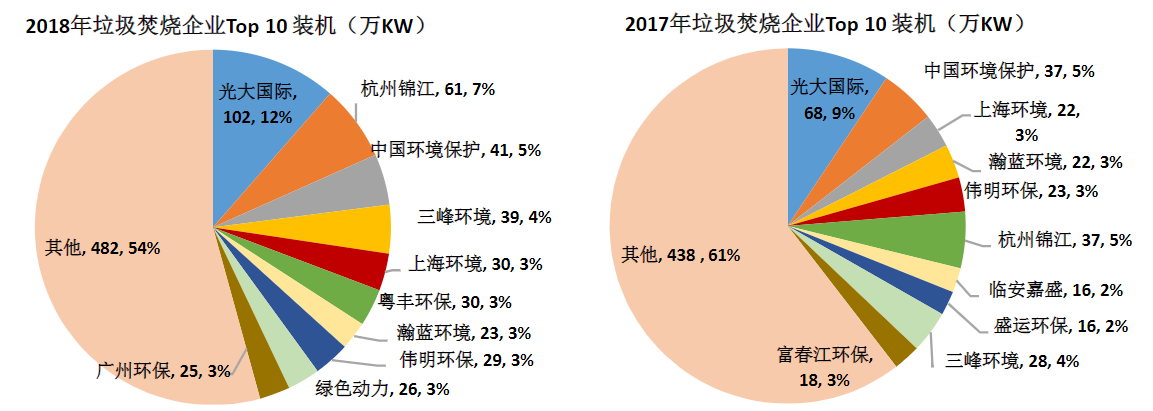 2018年垃圾焚烧企业Top 10 装机（万KW）
光大国际,
102, 12%
杭州锦江, 61, 7%
中国环境保护, 41, 5%
三峰环境, 39, 4%
上海环境, 30, 3%
粤丰环保, 30, 3%
瀚蓝环境, 23, 3%
伟明环保, 29, 3%
绿色动力, 26, 3%
广州环保, 25, 3%
其他, 482, 54%
2017年垃圾焚烧企业Top 10 装机（万KW）
光大国际,
68, 9%
中国环境保护, 37, 5%
上海环境, 22,
3%
瀚蓝环境, 22, 3%
伟明环保, 23, 3%
杭州锦江, 37, 5%
临安嘉盛, 16, 2%
盛运环保, 16, 2%
三峰环境, 28, 4%
富春江环保,
18, 3%
其他, 438 , 61%